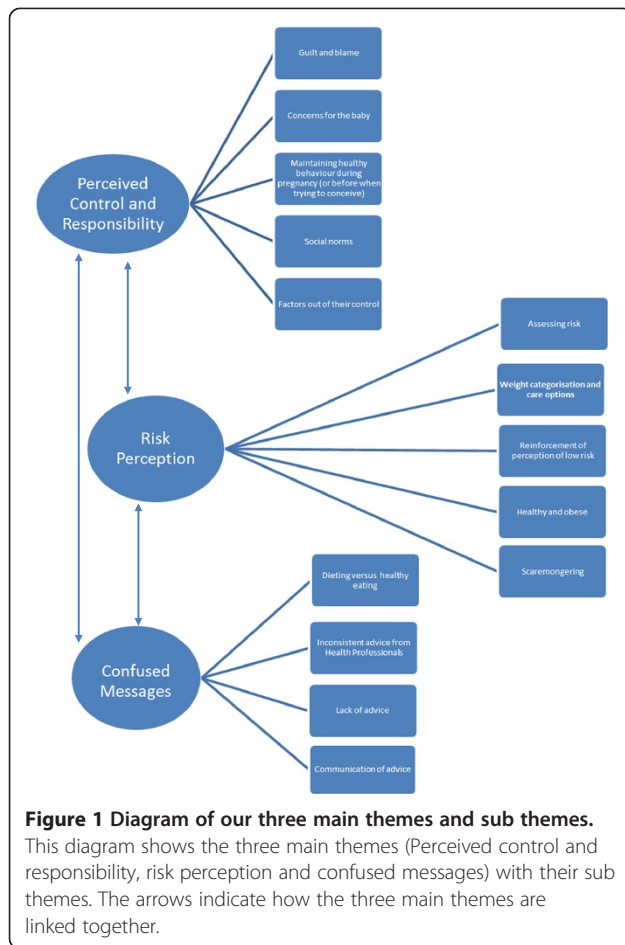 Guilt and blame
Concerns for the baby
Maintaining healthy
behaviour during
pregnancy (or before when
trying to conceive)
Social norms
Factors out of their control
Perceived
Control and
Responsibility
Assessing risk
Weight categorisation and
care options
Reinforcement of
perception of low risk
Healthy and obese
Scaremongering
Risk
Perception
Dieting versus healthy
eating
Inconsistent advice from
Health Professionals
Lack of advice
Communication of advice
Confused
Messages
Figure 1 Diagram of our three main themes and sub themes.
This diagram shows the three main themes (Perceived control and
responsibility, risk perception and confused messages) with their sub
themes. The arrows indicate how the three main themes are
linked together.